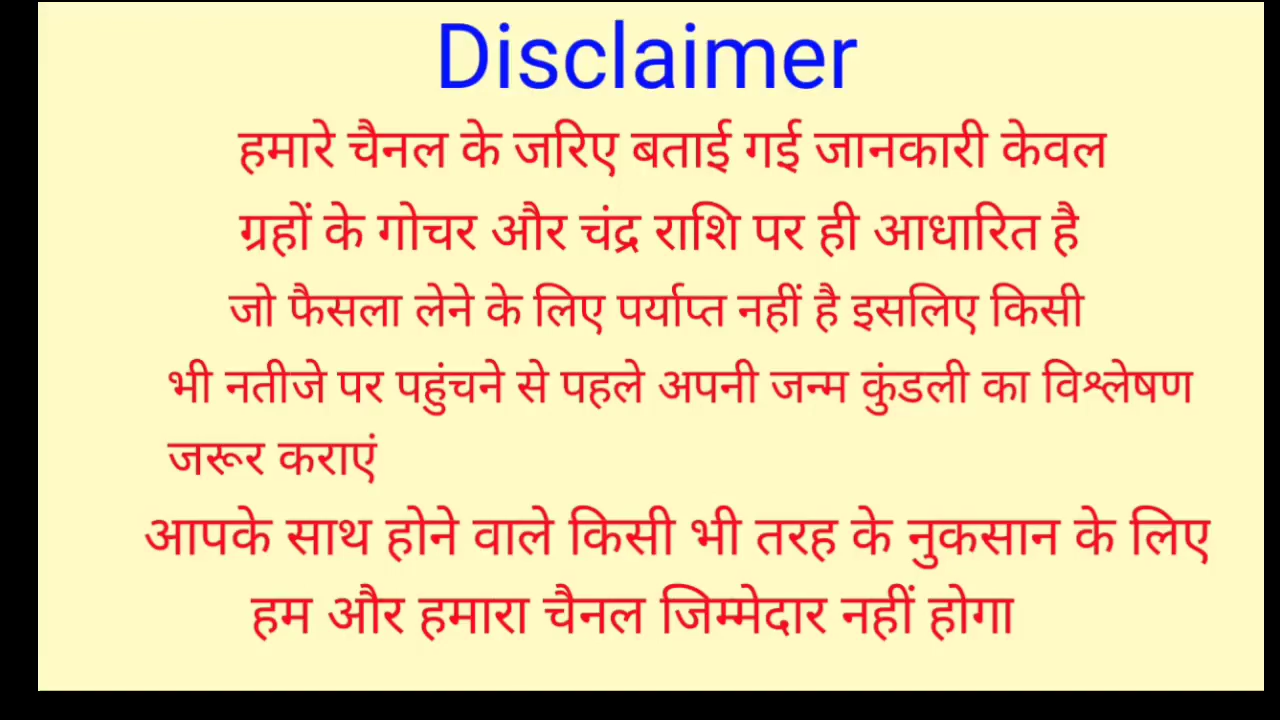 Disclaimer
हमारे चैनल के जरिए बताई गई जानकारी केवल
ग्रहों के गोचर और चंद्र राशि पर ही आधारित है
जो फैसला लेने के लिए पर्याप्त नहीं है इसलिए किसी
भी नतीजे पर पहुंचने से पहले अपनी जन्म कुंडली का विश्लेषण
जरूर कराएं
आपके साथ होने वाले किसी भी तरह के नुकसान के लिए
हम और हमारा चैनल जिम्मेदार नहीं होगा